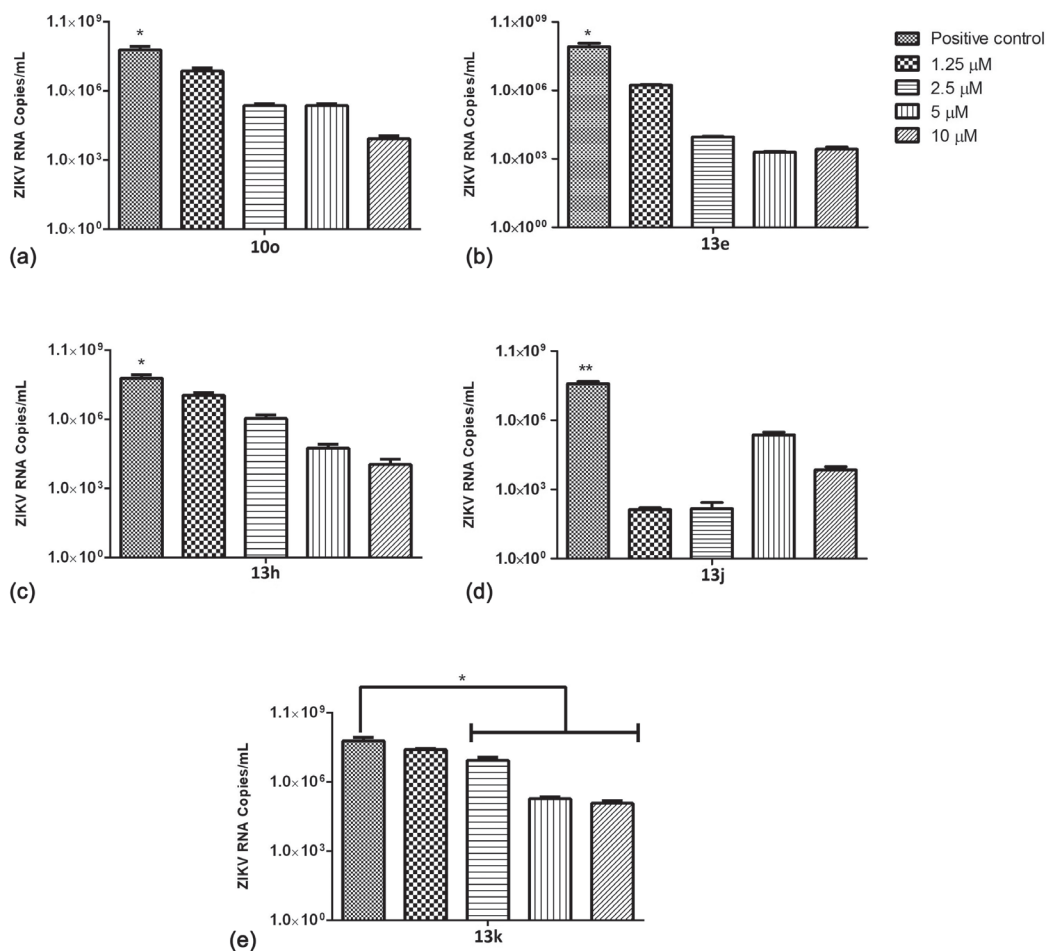 1.1×10⁹
1.0×10⁶
1.0×10³
1.0×10⁰
ZIKV RNA Copies/mL
*
10o
(a)
1.1×10⁰⁹
1.0×10⁰⁶
1.0×10⁰³
1.0×10⁰⁰
ZIKV RNA Copies/mL
*
13e
(b)
Positive control
1.25 μM
2.5 μM
5 μM
10 μM
1.1×10⁹
1.0×10⁶
1.0×10³
1.0×10⁰
ZIKV RNA Copies/mL
*
13h
(c)
1.1×10⁹
1.0×10⁶
1.0×10³
1.0×10⁰
ZIKV RNA Copies/mL
**
13j
(d)
1.1×10⁹
1.0×10⁶
1.0×10³
1.0×10⁰
ZIKV RNA Copies/mL
*
13k
(e)